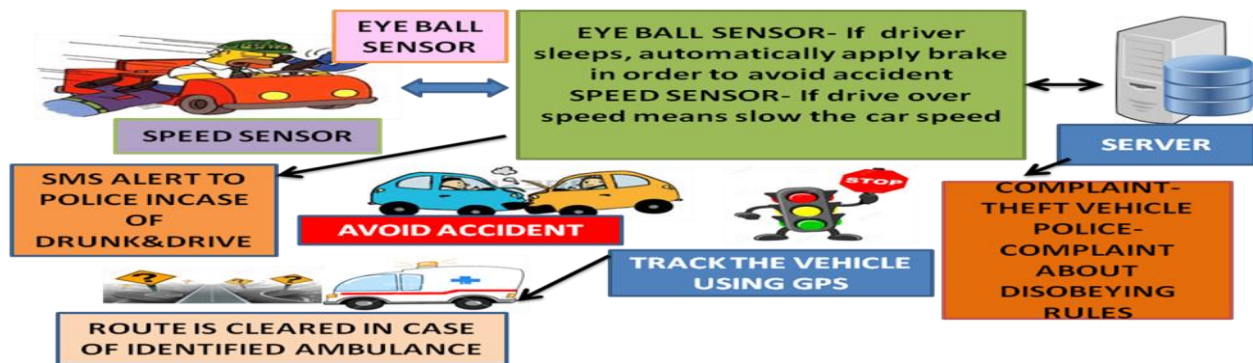 EYE BALL
SENSOR
EYE BALL SENSOR- If driver
sleeps, automatically apply brake
in order to avoid accident
SPEED SENSOR- If drive over
speed means slow the car speed
SPEED SENSOR
SERVER
SMS ALERT TO
POLICE INCASE
OF
DRUNK&DRIVE
AVOID ACCIDENT
STOP
TRACK THE VEHICLE
USING GPS
COMPLAINT-
THEFT VEHICLE
POLICE-
COMPLAINT
ABOUT
DISOBEYING
RULES
?
?
?
ROUTE IS CLEARED IN CASE
OF IDENTIFIED AMBULANCE